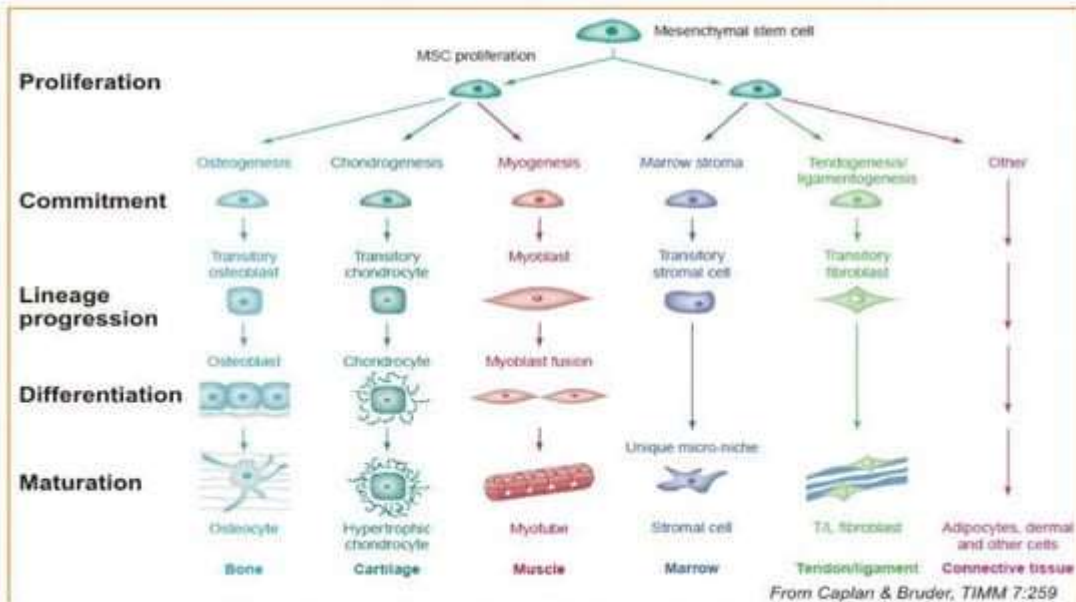 Mesenchymal stem cell
MSC proliferation
Proliferation
Osteogenesis
Chondrogenesis
Myogenesis
Marrow stroma
Tendogenesis/
ligamentogenesis
Other
Commitment
Transitory
osteoblast
Transitory
chondrocyte
Myoblast
Transitory
stromal cell
Transitory
fibroblast
Lineage
progression
Osteoblast
Chondrocyte
Myoblast fusion
Differentiation
Unique micro-niche
Maturation
Osteocyte
Hypertrophic
chondrocyte
Myotube
Stromal cell
T/L fibroblast
Adipocytes, dermal
and other cells
Bone
Cartilage
Muscle
Marrow
Tendon/ligament
Connective tissue
From Caplan & Bruder, TIMM 7:259